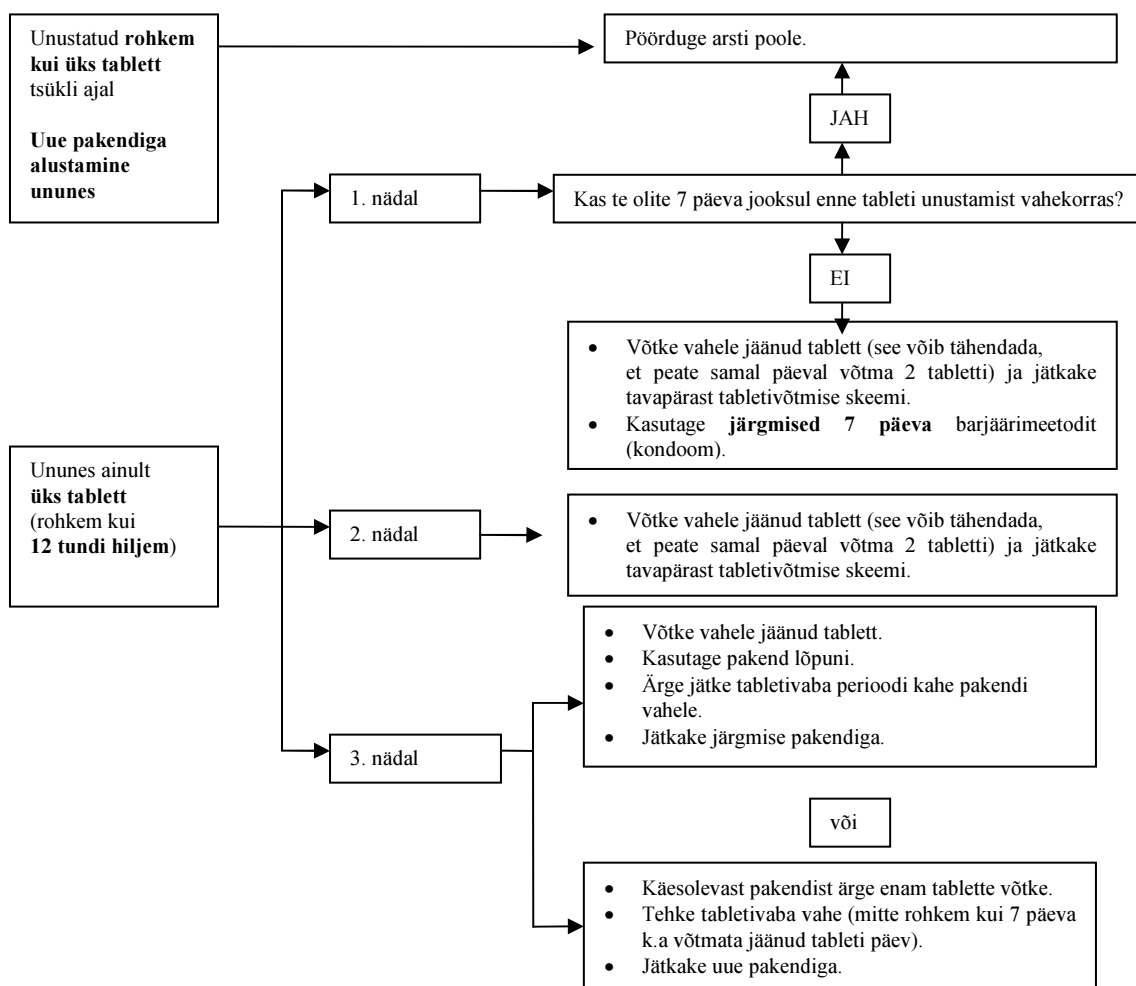 Unustatud rohkem
kui üks tablett
tsükli ajal
Uue pakendiga
alustamine
ununes
Pöörduge arsti poole.
JAH
1. nädal
Kas te olite 7 päeva jooksul enne tableti unustamist vahekorras?
EI
• Võtke vahele jäänud tablett (see võib tähendada,
et peate samal päeval võtma 2 tabletti) ja jätkake
tavapärast tabletivõtmise skeemi.
• Kasutage järgmised 7 päeva barjäärimeetodit
(kondoom).
Ununes ainult
üks tablett
(rohkem kui
12 tundi hiljem)
2. nädal
• Võtke vahele jäänud tablett (see võib tähendada,
et peate samal päeval võtma 2 tabletti) ja jätkake
tavapärast tabletivõtmise skeemi.
3. nädal
• Võtke vahele jäänud tablett.
• Kasutage pakend lõpuni.
• Ärge jätke tabletivaba perioodi kahe pakendi
vahele.
• Jätkake järgmise pakendiga.
või
• Käesolevast pakendist ärge enam tablette võtke.
• Tehke tabletivaba vahe (mitte rohkem kui 7 päeva
k.a võtmata jäänud tableti päev).
• Jätkake uue pakendiga.